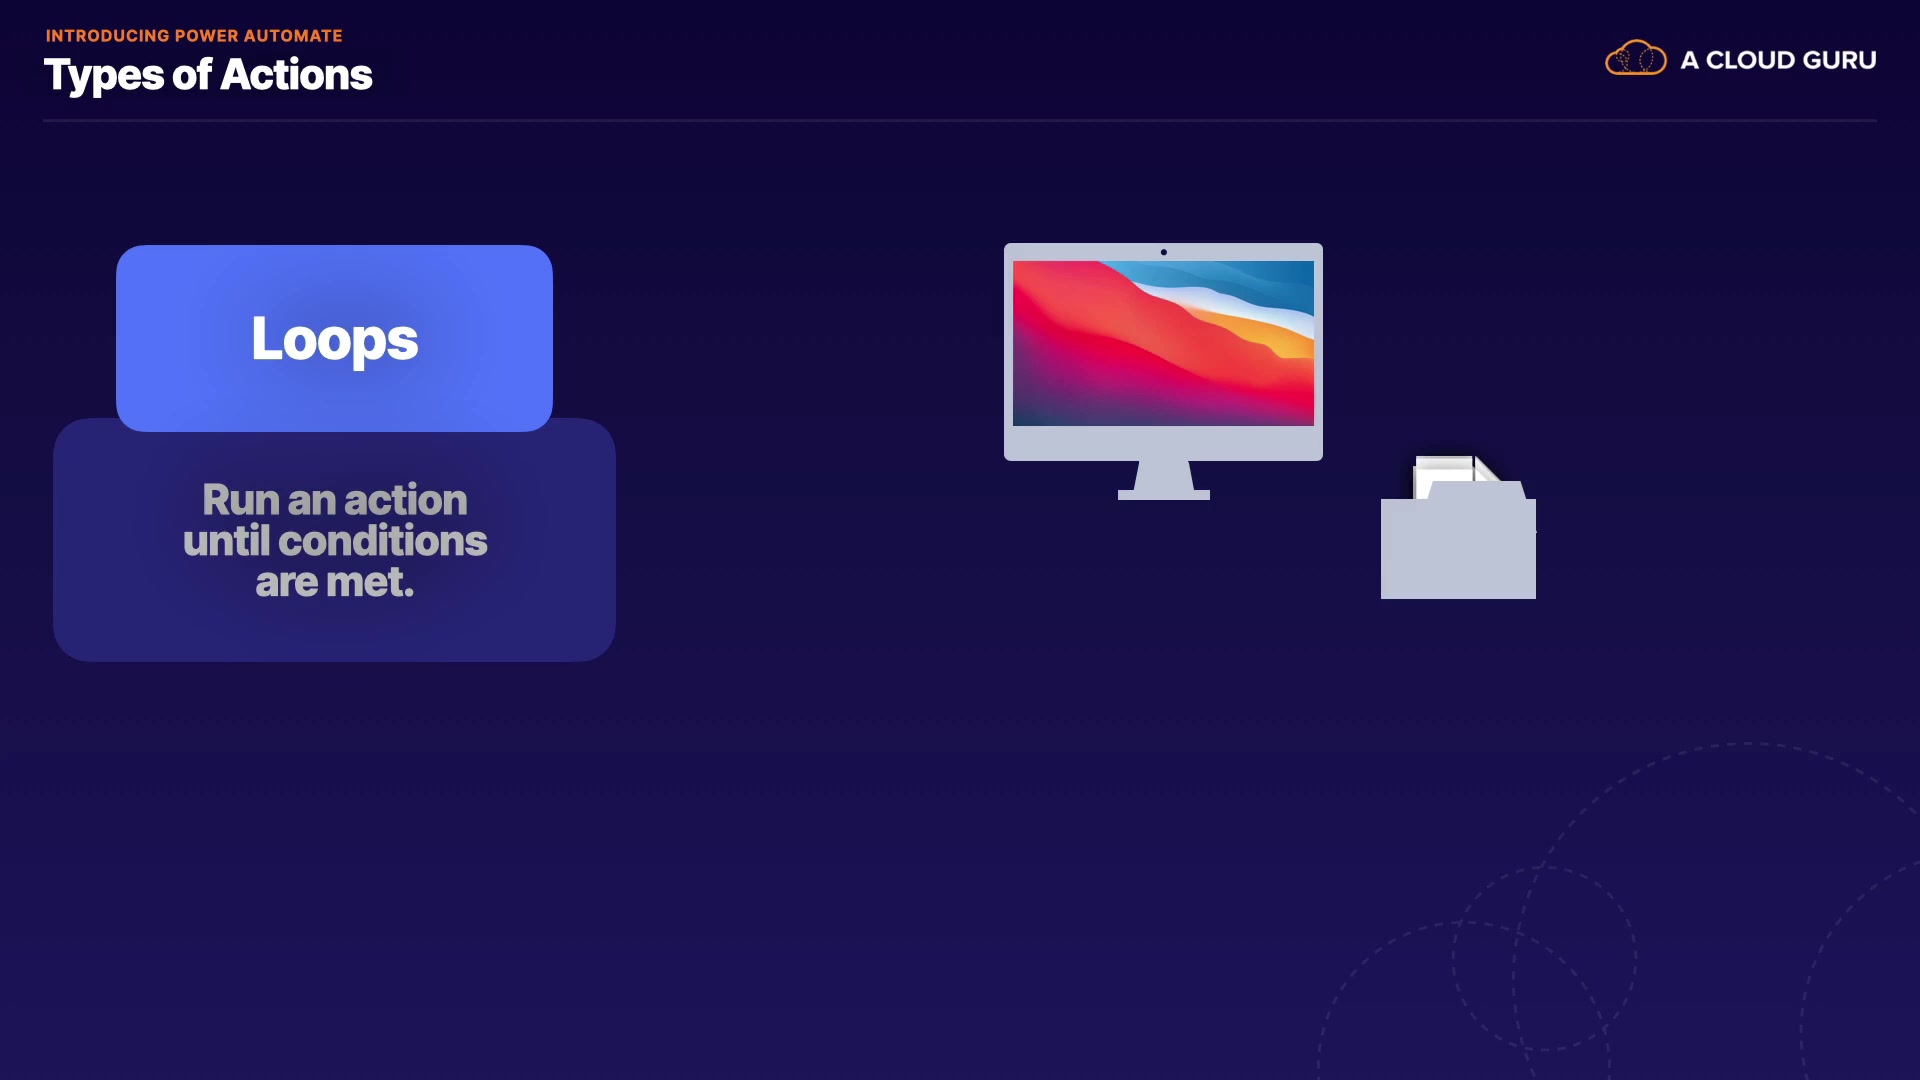 INTRODUCING POWER AUTOMATE
Types of Actions
A CLOUD GURU
Loops
Run an action
until conditions
are met.